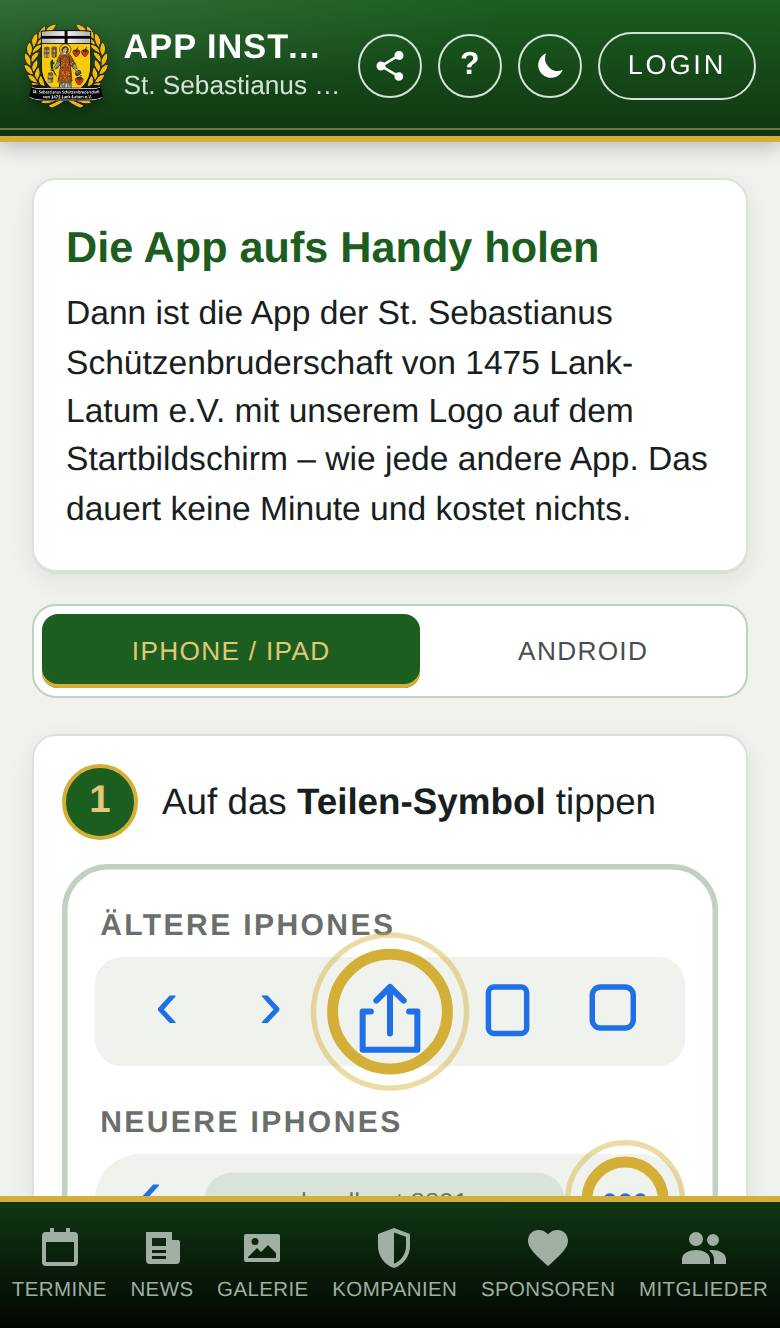 APP INST...
St. Sebastianus ...
?
LOGIN
Die App aufs Handy holen
Dann ist die App der St. Sebastianus
Schützenbruderschaft von 1475 Lank-
Latum e.V. mit unserem Logo auf dem
Startbildschirm – wie jede andere App. Das
dauert keine Minute und kostet nichts.
IPHONE / IPAD
ANDROID
1
Auf das Teilen-Symbol tippen
ÄLTERE IPHONES
NEUERE IPHONES
TERMINE
NEWS
GALERIE
KOMPANIEN
SPONSOREN
MITGLIEDER